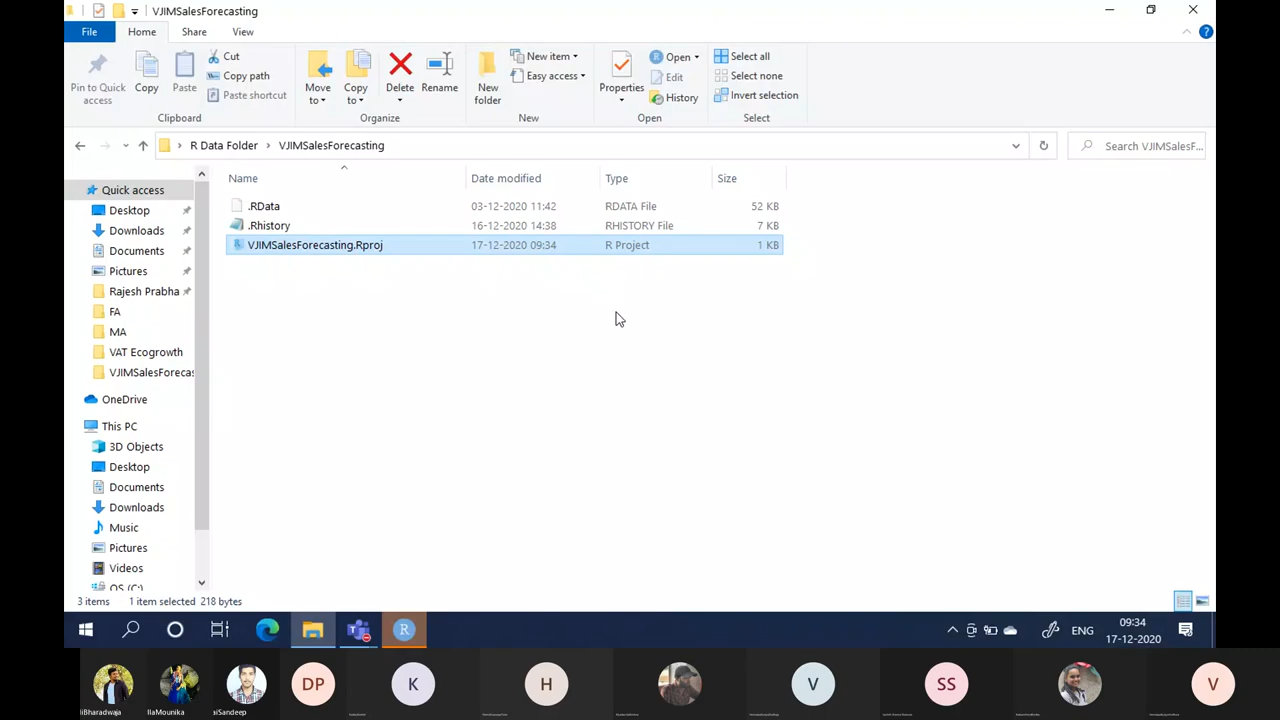 VJIMSalesForecasting
File
Home
Share
View
Pin to Quick access
Copy
Paste
Cut
Copy path
Paste shortcut
Clipboard
Move to
Copy to
Delete
Rename
Organize
New folder
New item
Easy access
New
Properties
Open
Edit
History
Open
Select all
Select none
Invert selection
Select
R Data Folder
VJIMSalesForecasting
Search VJIMSalesF...
Name
Date modified
Type
Size
.RData
03-12-2020 11:42
RDATA File
52 KB
.Rhistory
16-12-2020 14:38
RHISTORY File
7 KB
VJIMSalesForecasting.Rproj
17-12-2020 09:34
R Project
1 KB
Quick access
Desktop
Downloads
Documents
Pictures
Rajesh Prabha
FA
MA
VAT Ecogrowth
VJIMSalesForecas
OneDrive
This PC
3D Objects
Desktop
Documents
Downloads
Music
Pictures
Videos
OS (C:)
3 items
1 item selected 218 bytes
R
ENG
09:34
17-12-2020
DP
K
H
V
SS
V
iBharadwaja
llaMounika
aiSandeep